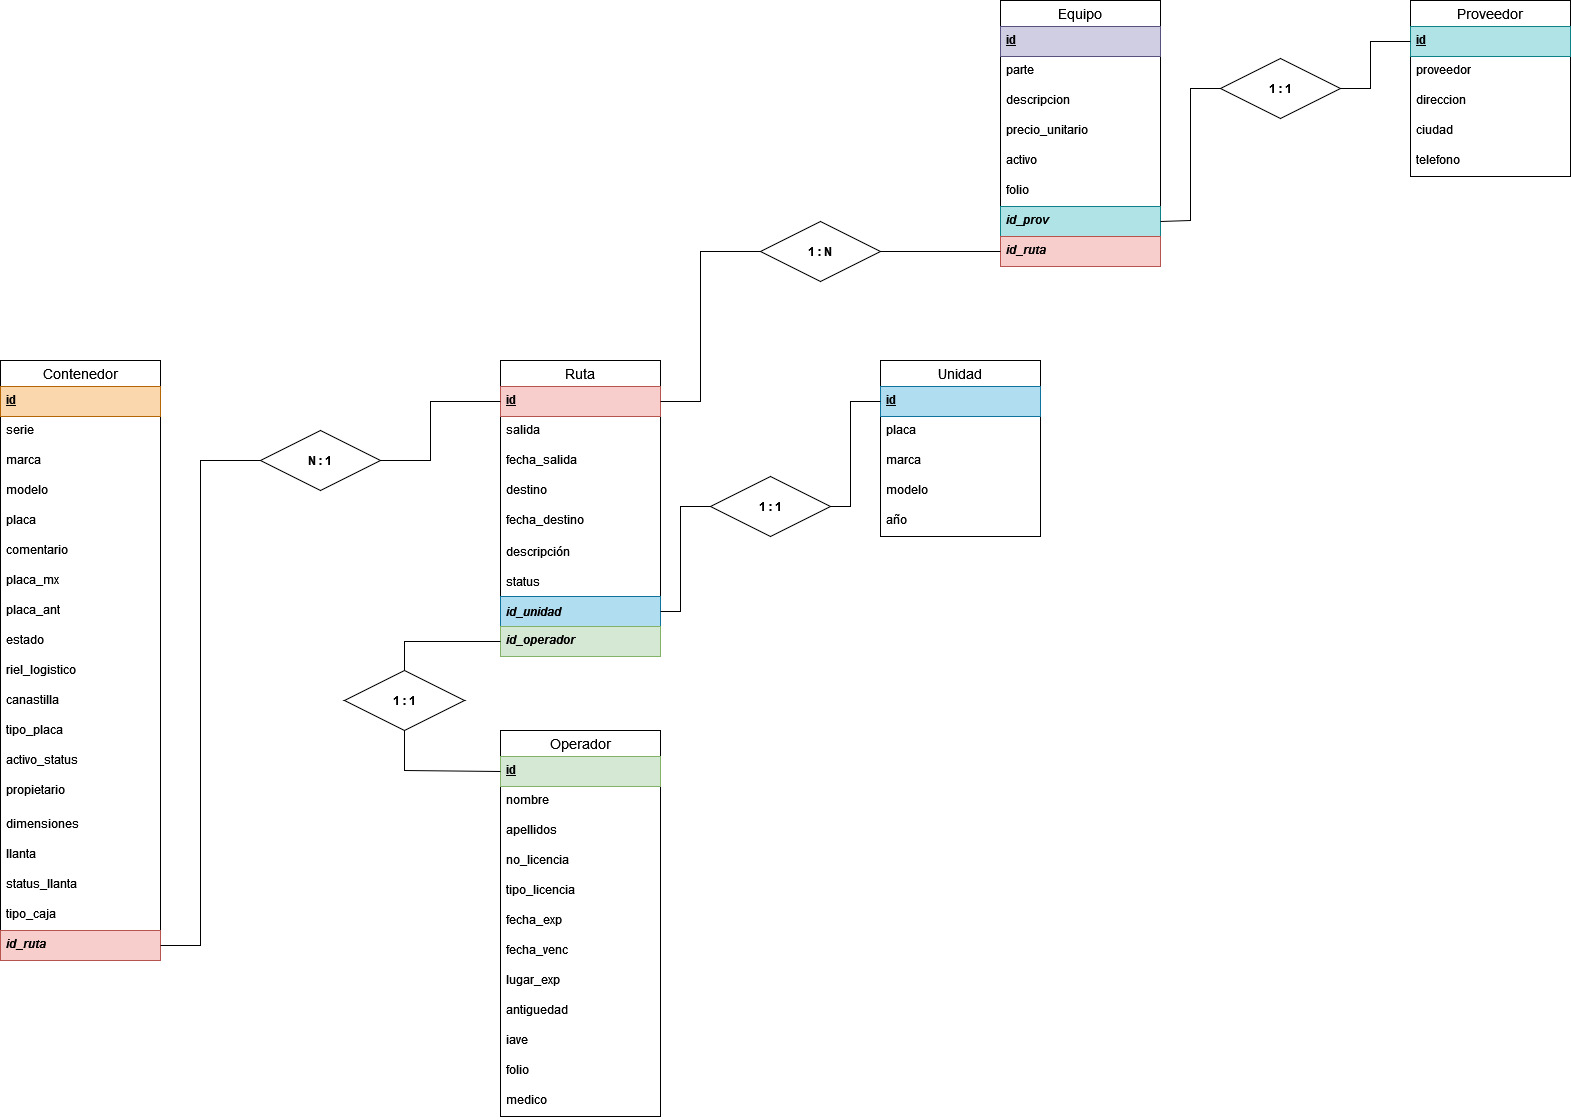 Equipo
id
parte
descripcion
precio_unitario
activo
folio
id_prov
id_ruta
1:1
Proveedor
id
proveedor
direccion
ciudad
telefono
1:N
Contenedor
id
serie
marca
modelo
placa
comentario
placa_mx
placa_ant
estado
riel_logistico
canastilla
tipo_placa
activo_status
propietario
dimensiones
llanta
status_llanta
tipo_caja
id_ruta
N:1
Ruta
id
salida
fecha_salida
destino
fecha_destino
descripción
status
id_unidad
id_operador
1:1
Unidad
id
placa
marca
modelo
año
1:1
Operador
id
nombre
apellidos
no_licencia
tipo_licencia
fecha_exp
fecha_venc
lugar_exp
antiguedad
iave
folio
medico